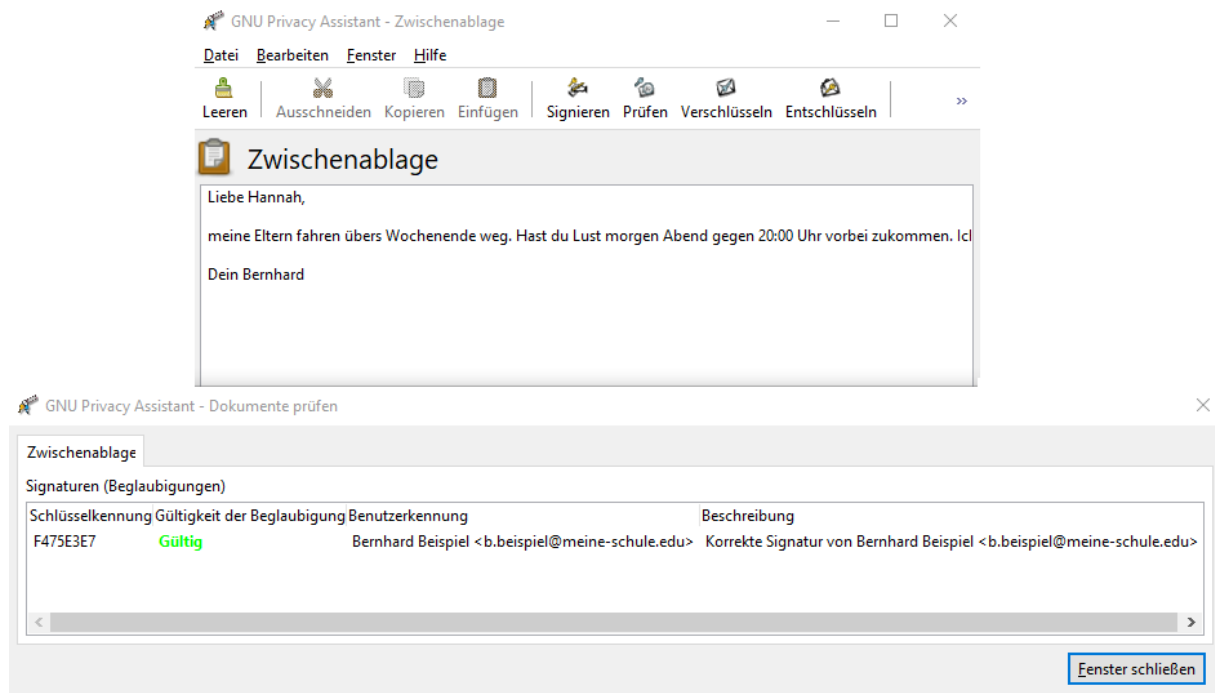 GNU Privacy Assistant - Zwischenablage
Datei Bearbeiten Fenster Hilfe
Leeren Ausschneiden Kopieren Einfügen Signieren Prüfen Verschlüsseln Entschlüsseln »
Zwischenablage
Liebe Hannah,
meine Eltern fahren übers Wochenende weg. Hast du Lust morgen Abend gegen 20:00 Uhr vorbei zukommen.
Dein Bernhard
GNU Privacy Assistant - Dokumente prüfen
Zwischenablage
Signaturen (Beglaubigungen)
Schlüsselkennung Gültigkeit der Beglaubigung Benutzerkennung Beschreibung
F475E3E7 Gültig Bernhard Beispiel <b.beispiel@meine-schule.edu> Korrekte Signatur von Bernhard Beispiel <b.beispiel@meine-schule.edu>
Fenster schließen